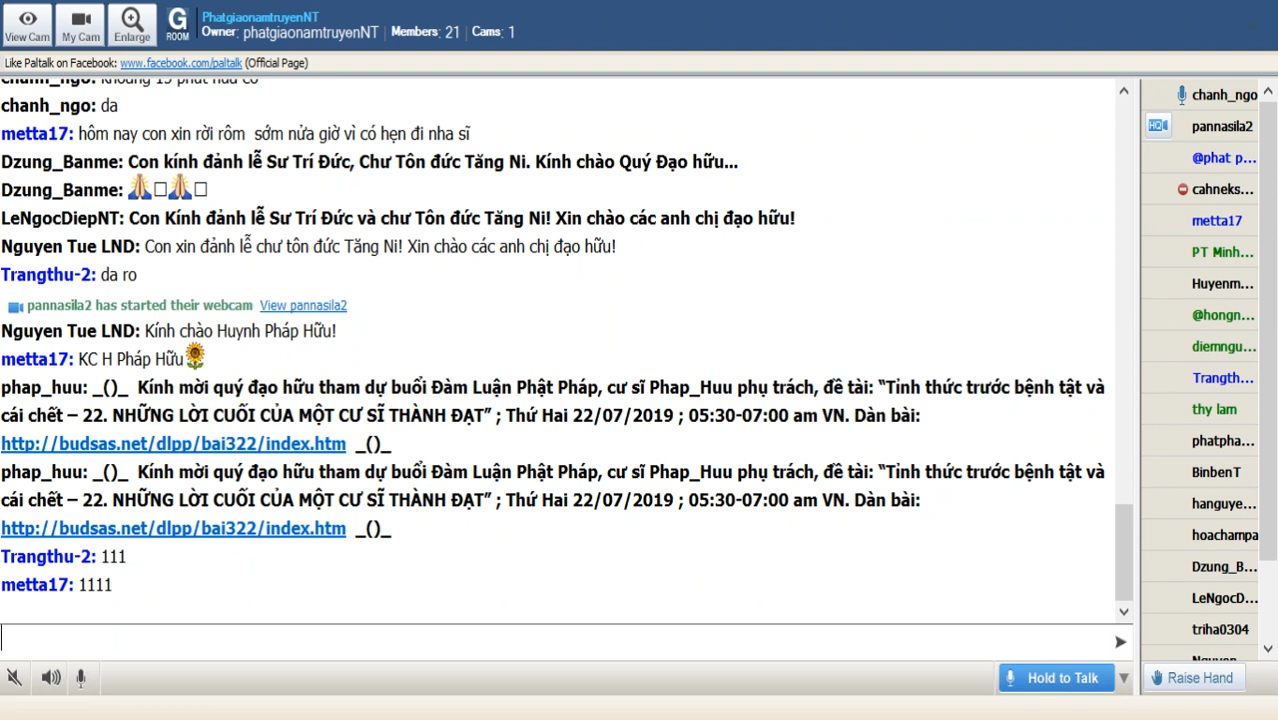 PhatgiaonamtruyenNT
Owner: phatgiaonamtruyenNT Members: 21 Cams: 1
View Cam My Cam Enlarge G ROOM
Like Paltalk on Facebook: www.facebook.com/paltalk (Official Page)
chanh_ngo: khoảng 15 phút nữa cô
chanh_ngo: da
metta17: hôm nay con xin rời rôm sớm nửa giờ vì có hẹn đi nha sĩ
Dzung_Banme: Con kính đảnh lễ Sư Trí Đức, Chư Tôn đức Tăng Ni. Kính chào Quý Đạo hữu...
Dzung_Banme: 🙏□🙏□
LeNgocDiepNT: Con Kính đảnh lễ Sư Trí Đức và chư Tôn đức Tăng Ni! Xin chào các anh chị đạo hữu!
Nguyen Tue LND: Con xin đảnh lễ chư tôn đức Tăng Ni! Xin chào các anh chị đạo hữu!
Trangthu-2: da ro
pannasila2 has started their webcam View pannasila2
Nguyen Tue LND: Kính chào Huynh Pháp Hữu!
metta17: KC H Pháp Hữu🌻
phap_huu: _()_ Kính mời quý đạo hữu tham dự buổi Đàm Luận Phật Pháp, cư sĩ Phap_Huu phụ trách, đề tài: “Tỉnh thức trước bệnh tật và
cái chết – 22. NHỮNG LỜI CUỐI CỦA MỘT CƯ SĨ THÀNH ĐẠT” ; Thứ Hai 22/07/2019 ; 05:30-07:00 am VN. Dàn bài:
http://budsas.net/dlpp/bai322/index.htm _()_
phap_huu: _()_ Kính mời quý đạo hữu tham dự buổi Đàm Luận Phật Pháp, cư sĩ Phap_Huu phụ trách, đề tài: “Tỉnh thức trước bệnh tật và
cái chết – 22. NHỮNG LỜI CUỐI CỦA MỘT CƯ SĨ THÀNH ĐẠT” ; Thứ Hai 22/07/2019 ; 05:30-07:00 am VN. Dàn bài:
http://budsas.net/dlpp/bai322/index.htm _()_
Trangthu-2: 111
metta17: 1111
Hold to Talk
chanh_ngo
HQ pannasila2
@phat p...
cahneks...
metta17
PT Minh...
Huyenm...
@hongn...
diemngu...
Trangth...
thy lam
phatpha...
BinbenT
hanguye...
hoachampa
Dzung_B...
LeNgocD...
triha0304
Nguyen
Raise Hand